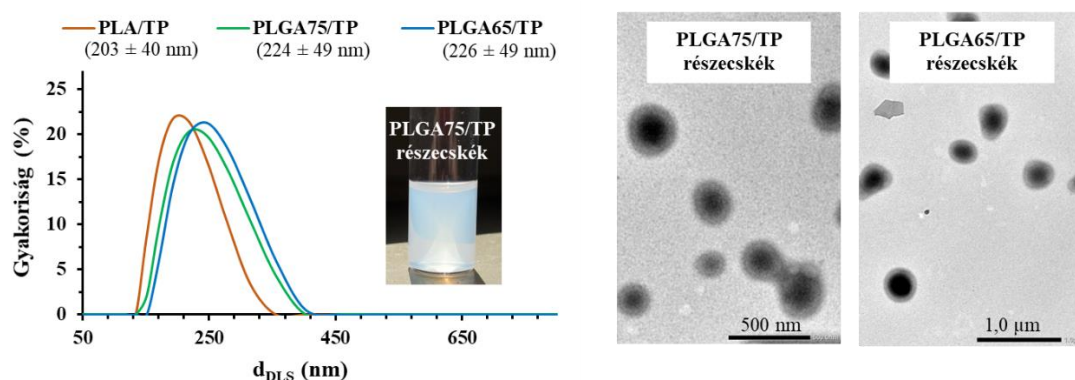 PLA/TP
(203 ± 40 nm)
PLGA75/TP
(224 ± 49 nm)
PLGA65/TP
(226 ± 49 nm)
Gyakoriság (%)
25
20
15
10
5
0
50
250
450
650
d_DLS (nm)
PLGA75/TP
részecskék
PLGA75/TP
részecskék
500 nm
PLGA65/TP
részecskék
1,0 µm